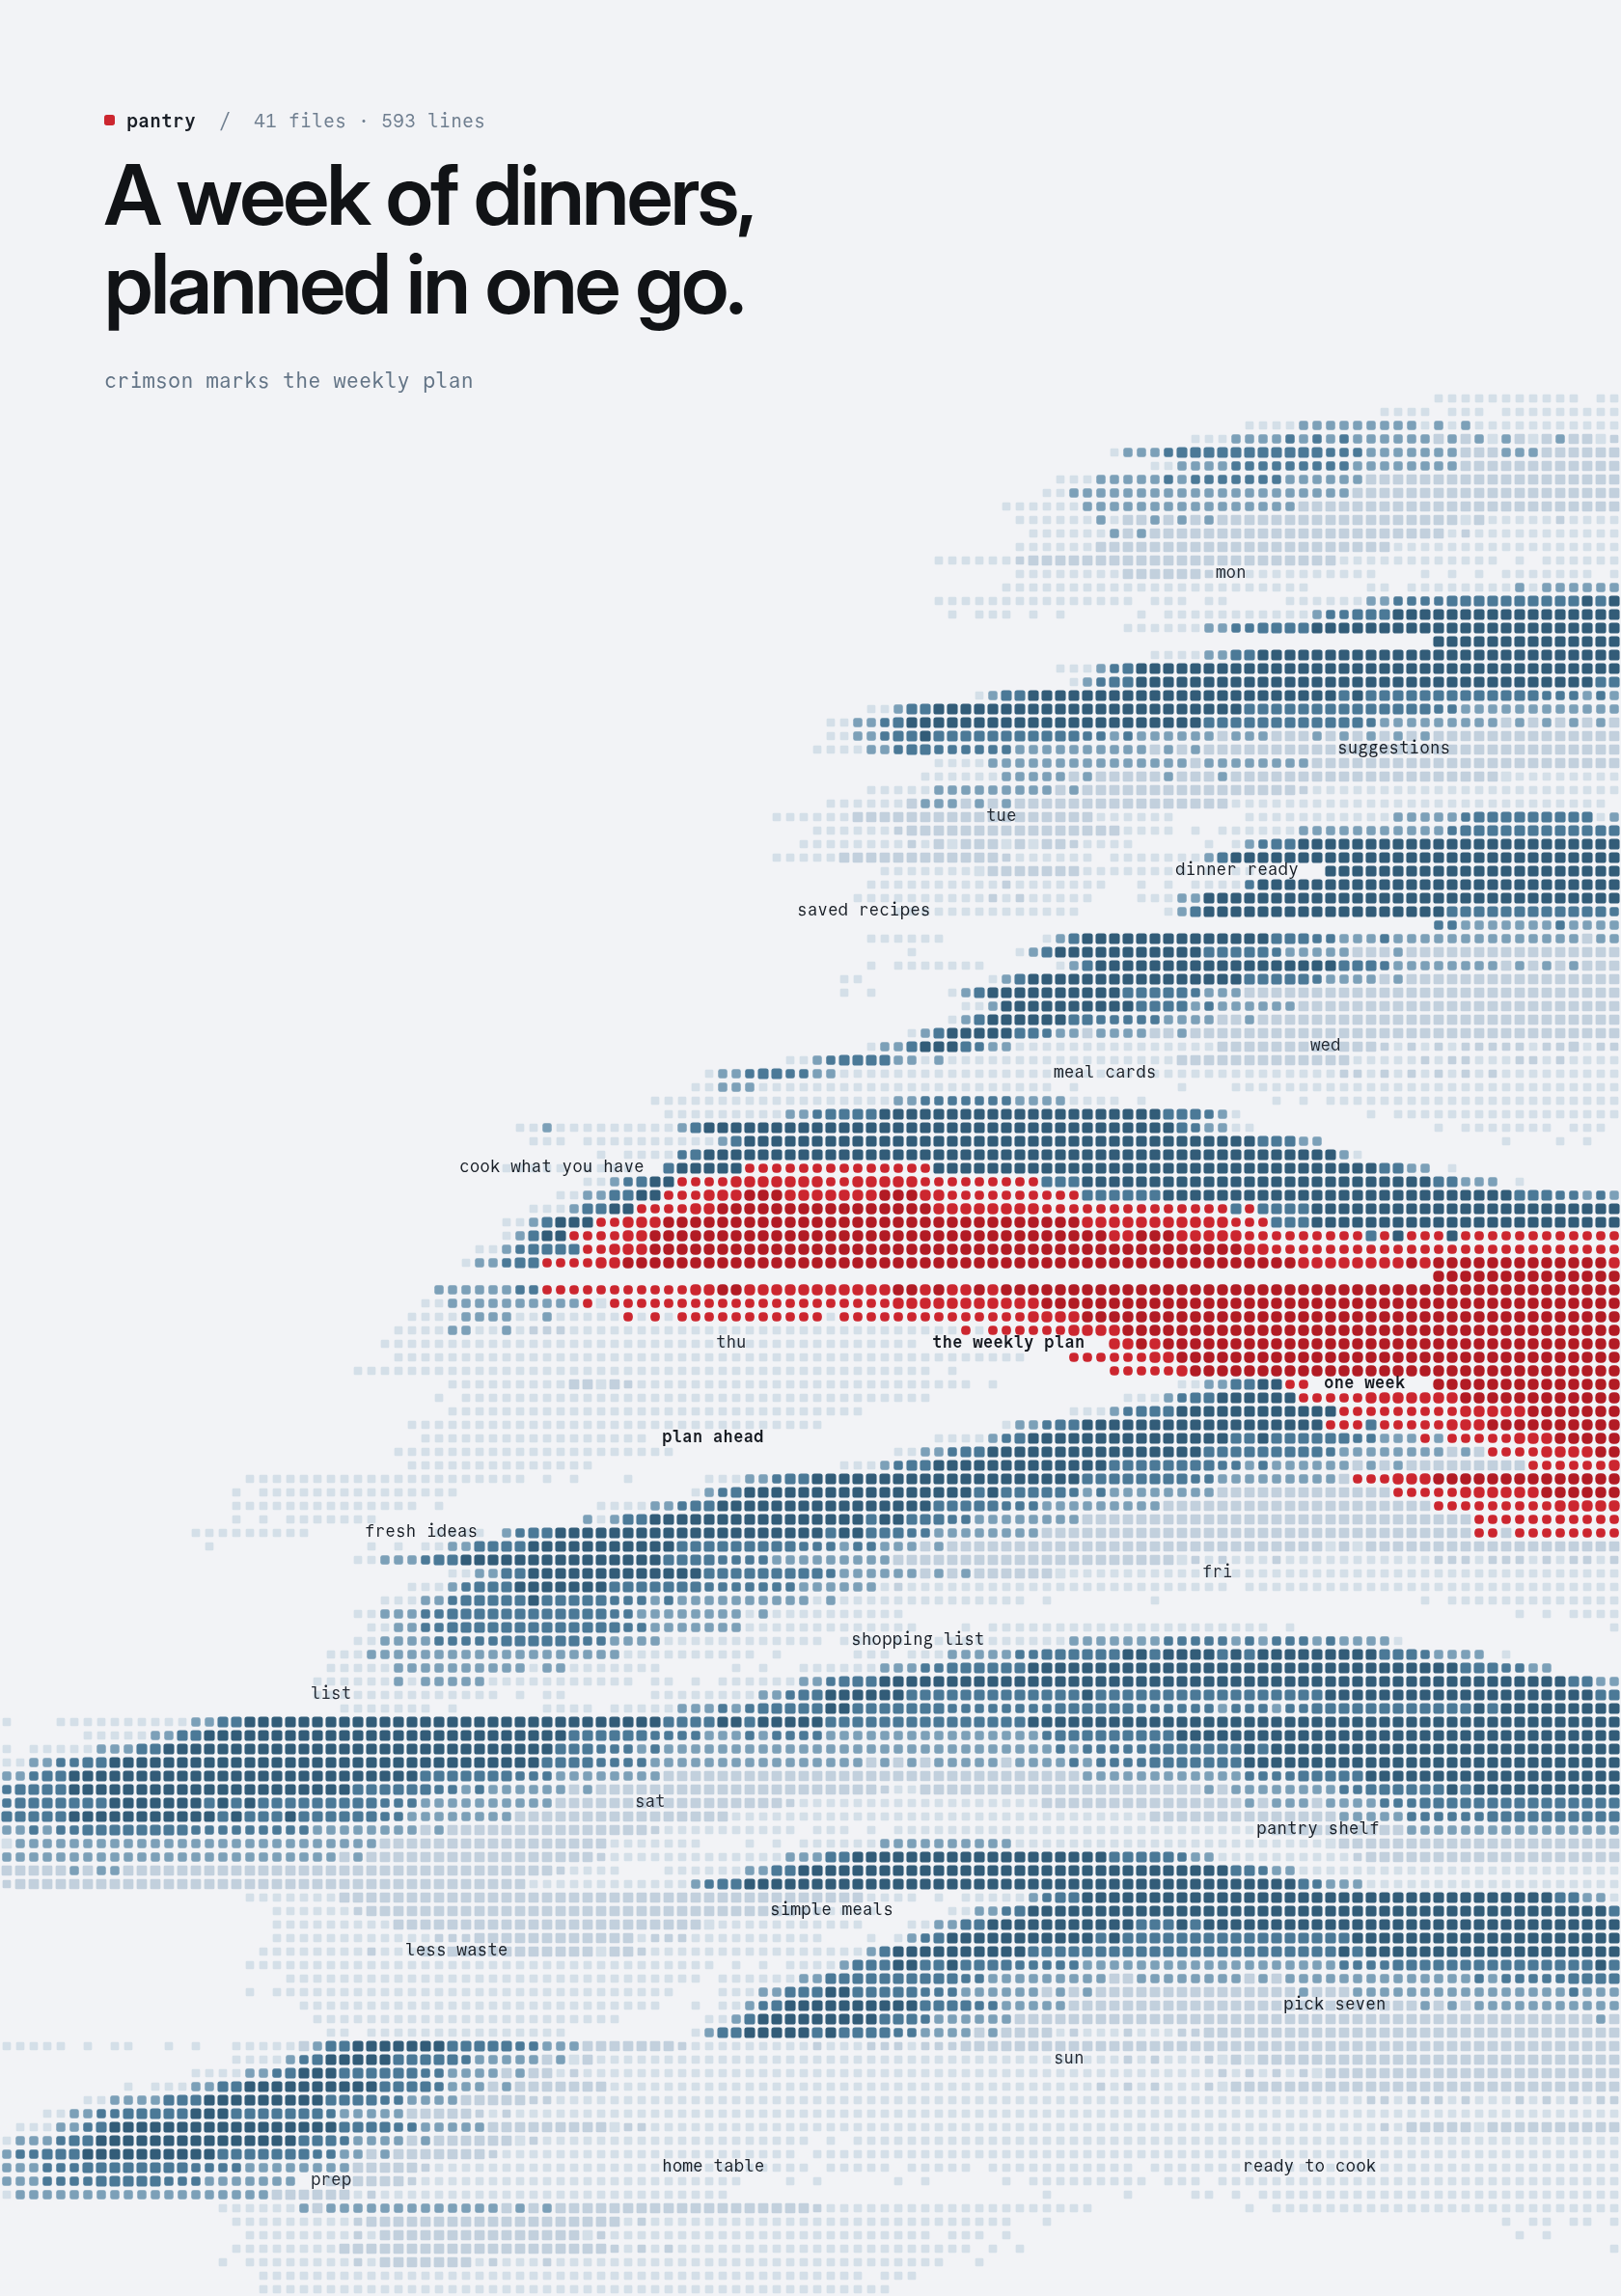 pantry / 41 files · 593 lines
A week of dinners,
planned in one go.
crimson marks the weekly plan
mon
suggestions
tue
dinner ready
saved recipes
wed
meal cards
cook what you have
thu
the weekly plan
one week
plan ahead
fresh ideas
fri
shopping list
list
sat
pantry shelf
simple meals
less waste
pick seven
sun
home table
ready to cook
prep